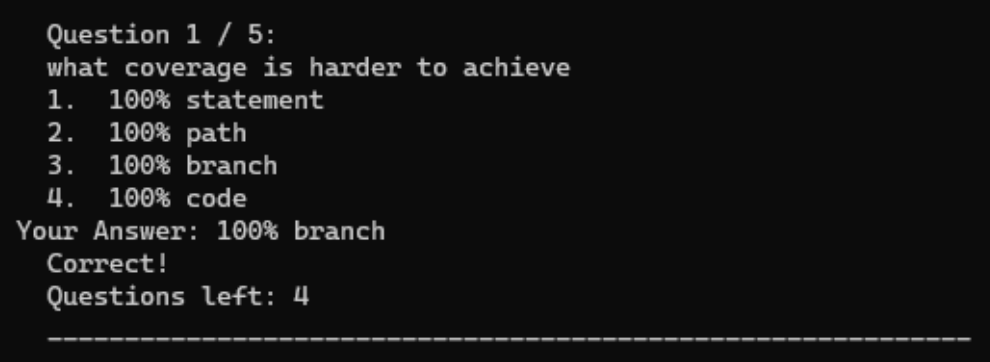 Question 1 / 5:
what coverage is harder to achieve
1. 100% statement
2. 100% path
3. 100% branch
4. 100% code
Your Answer: 100% branch
Correct!
Questions left: 4
------------------------------------------------------------